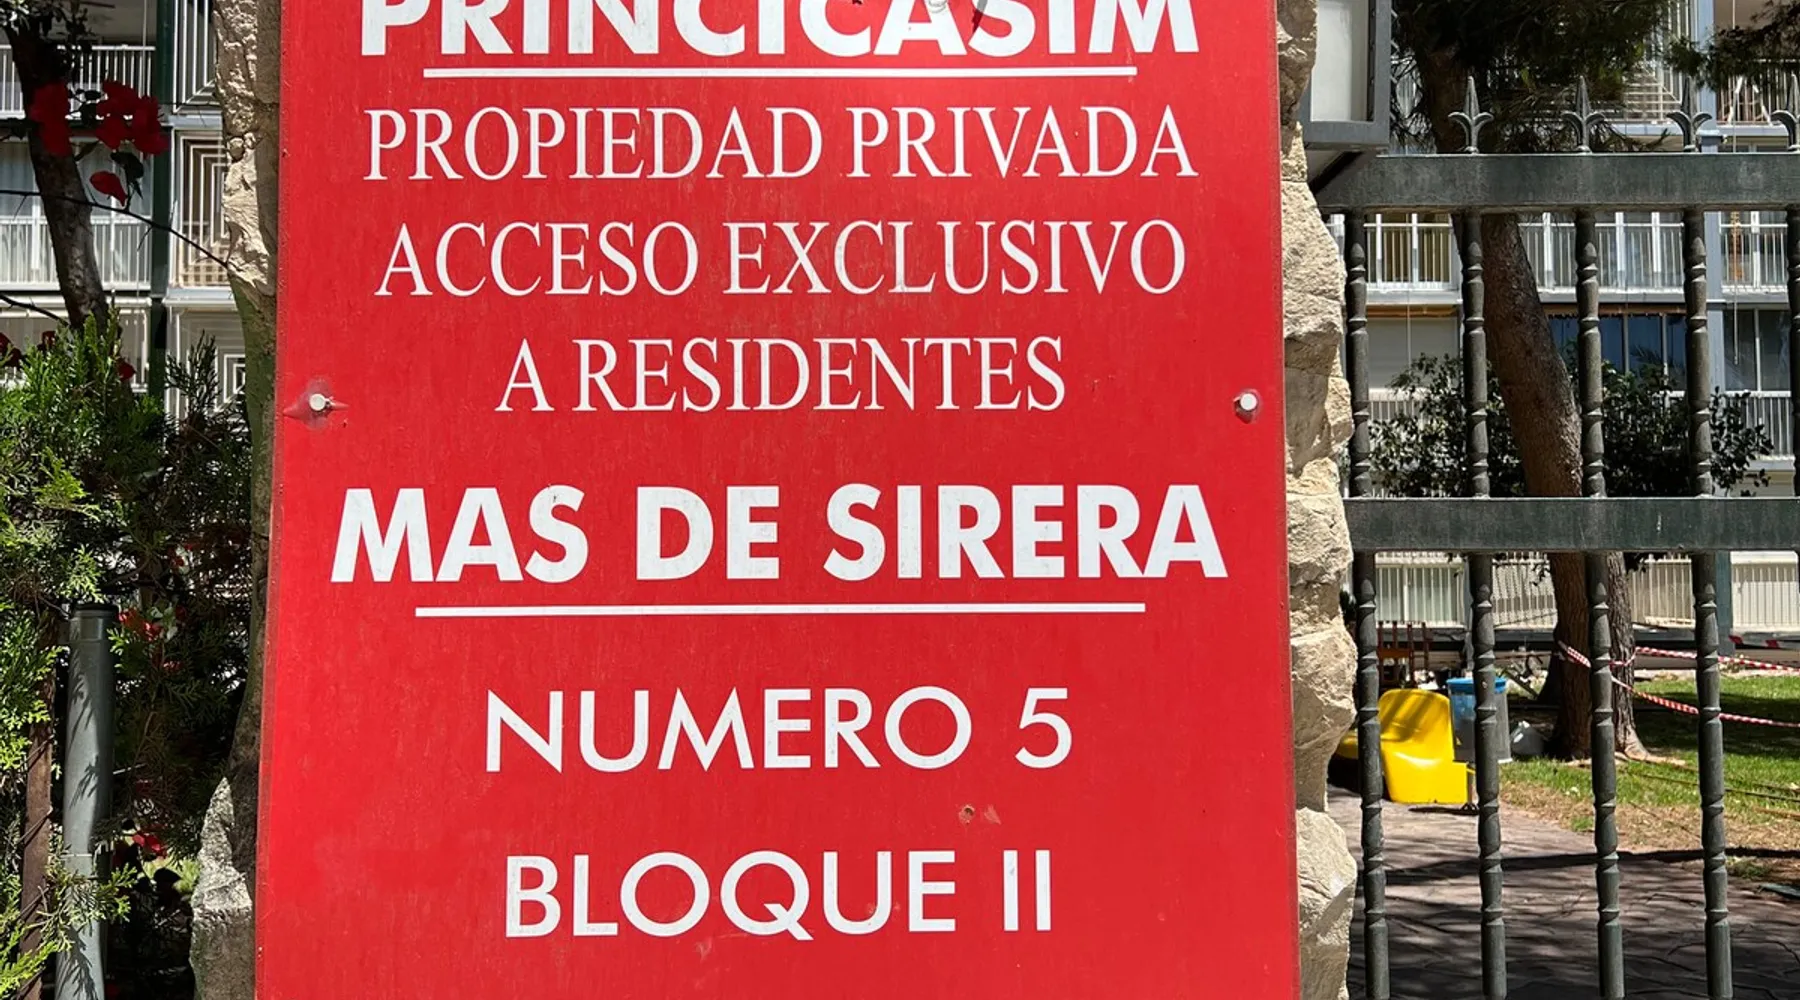 PRINCICASIM
PROPIEDAD PRIVADA
ACCESO EXCLUSIVO
A RESIDENTES
MAS DE SIRERA
NUMERO 5
BLOQUE II